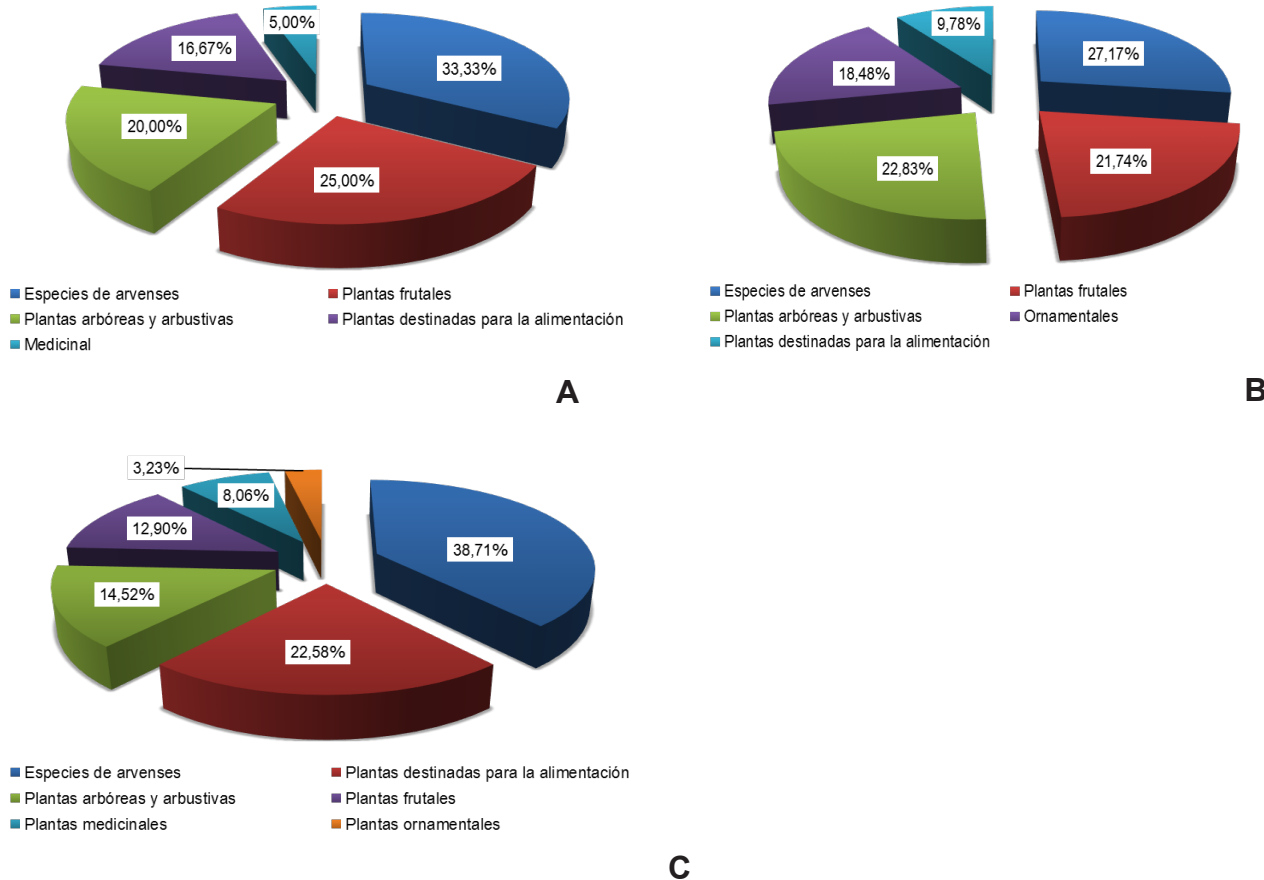 5,00%
16,67%
33,33%
20,00%
25,00%
Especies de arvenses
Plantas frutales
Plantas arbóreas y arbustivas
Plantas destinadas para la alimentación
Medicinal
A
9,78%
27,17%
18,48%
22,83%
21,74%
Especies de arvenses
Plantas frutales
Plantas arbóreas y arbustivas
Ornamentales
Plantas destinadas para la alimentación
B
3,23%
8,06%
12,90%
38,71%
14,52%
22,58%
Especies de arvenses
Plantas destinadas para la alimentación
Plantas arbóreas y arbustivas
Plantas frutales
Plantas medicinales
Plantas ornamentales
C